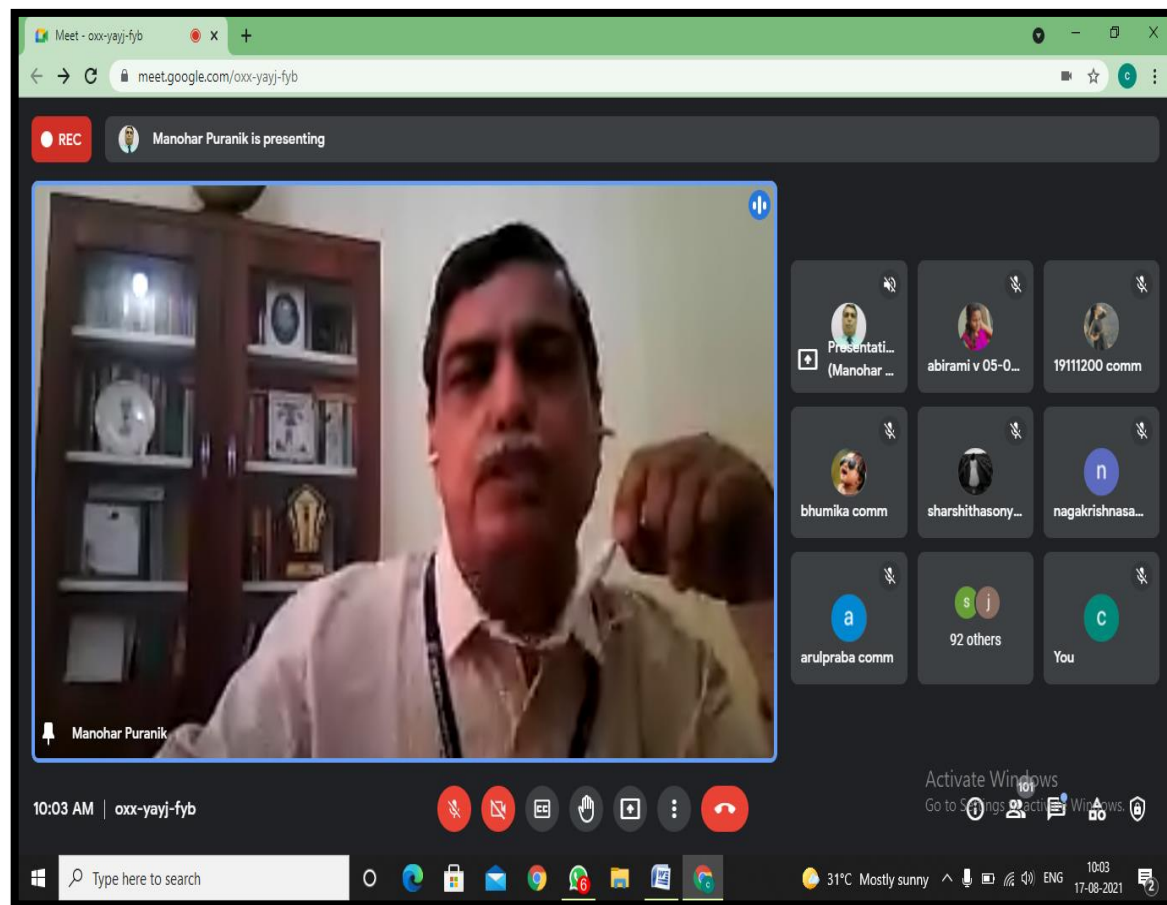 Meet - oxx-yayj-fyb
meet.google.com/oxx-yayj-fyb
c
REC
Manohar Puranik is presenting
Presentati...
(Manohar ...
abirami v 05-0...
19111200 comm
bhumika comm
sharshithasony...
n
nagakrishnasa...
a
arulpraba comm
s j
92 others
c
You
Manohar Puranik
Activate Windows
Go to Settings to activate Windows.
101
10:03 AM | oxx-yayj-fyb
CC
Type here to search
6
31°C Mostly sunny
ENG
10:03
17-08-2021
2